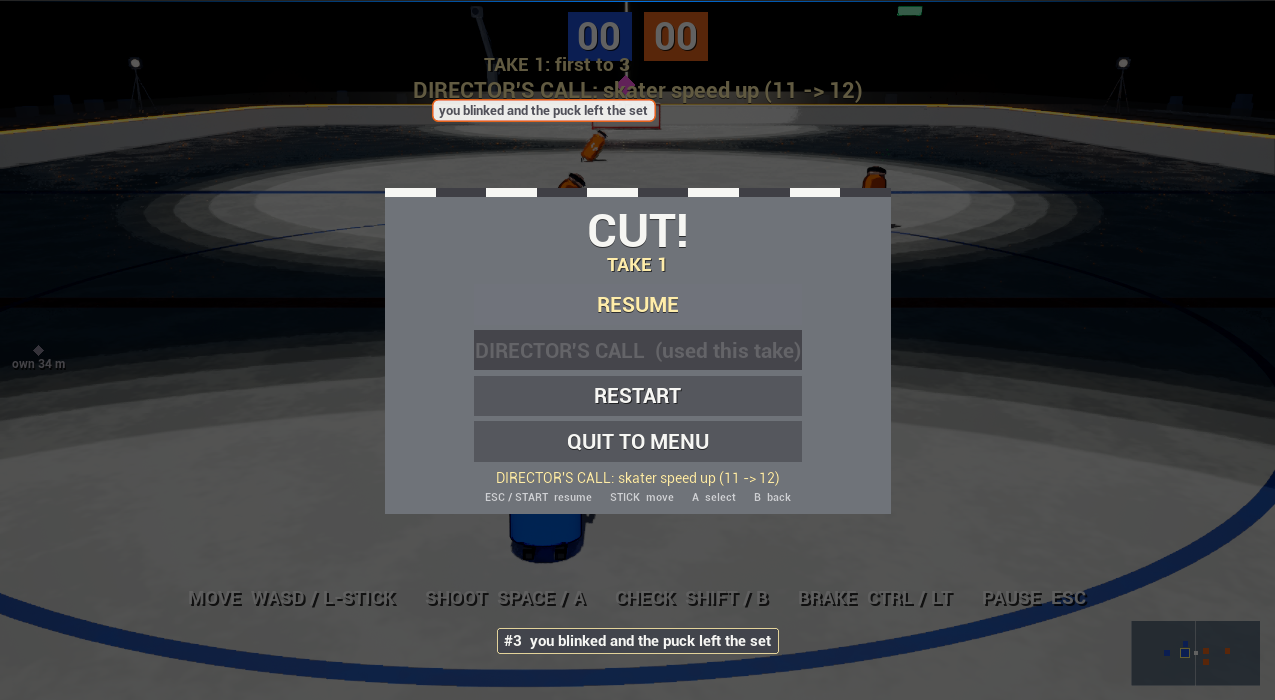 00 00
TAKE 1: first to 3
DIRECTOR'S CALL: skater speed up (11 -> 12)
you blinked and the puck left the set
CUT!
TAKE 1
RESUME
own 34 m
DIRECTOR'S CALL (used this take)
RESTART
QUIT TO MENU
DIRECTOR'S CALL: skater speed up (11 -> 12)
ESC / START resume STICK move A select B back
MOVE WASD / L-STICK SHOOT SPACE / A CHECK SHIFT / B BRAKE CTRL / LT PAUSE ESC
#3 you blinked and the puck left the set